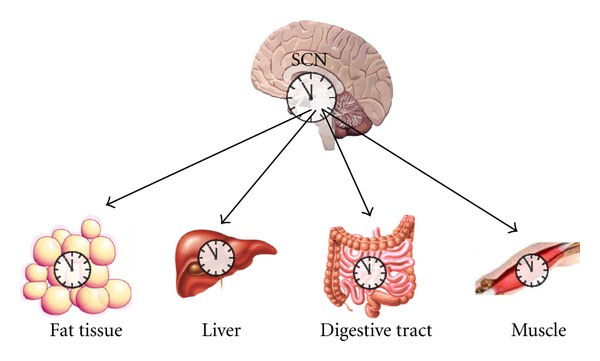 SCN
Fat tissue
Liver
Digestive tract
Muscle